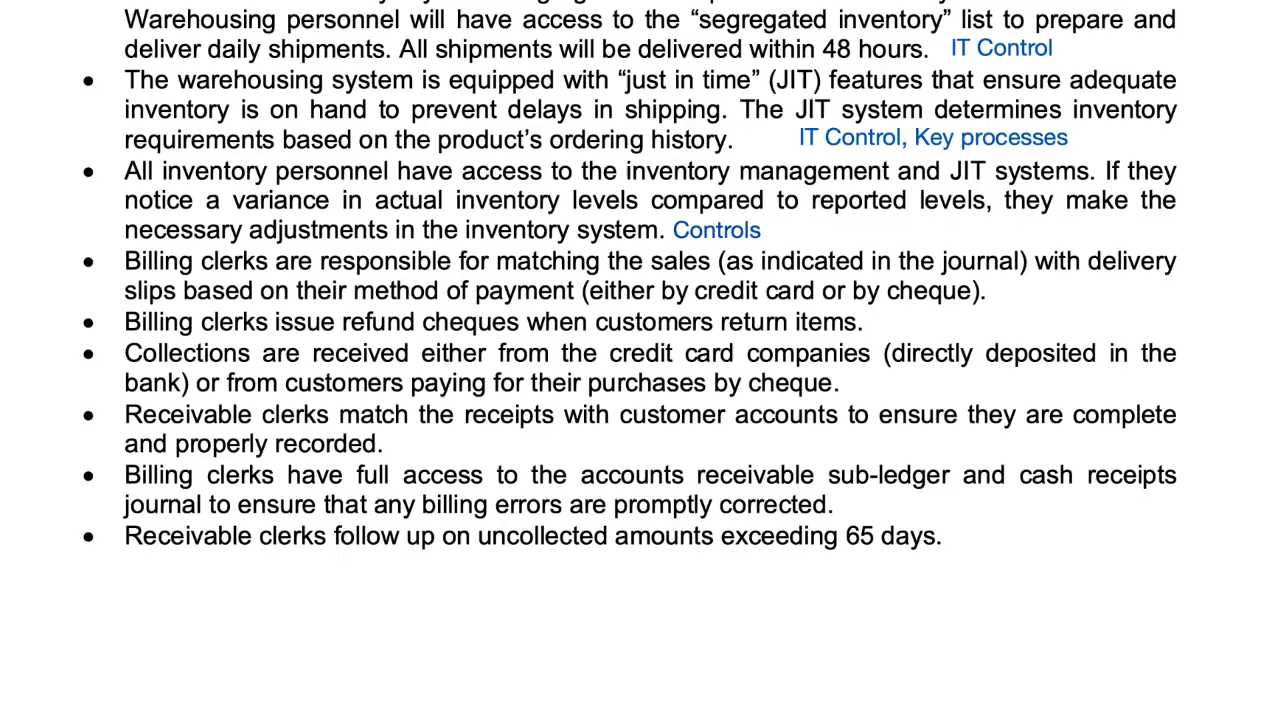 Warehousing personnel will have access to the “segregated inventory” list to prepare and
deliver daily shipments. All shipments will be delivered within 48 hours. IT Control
• The warehousing system is equipped with “just in time” (JIT) features that ensure adequate
inventory is on hand to prevent delays in shipping. The JIT system determines inventory
requirements based on the product’s ordering history. IT Control, Key processes
• All inventory personnel have access to the inventory management and JIT systems. If they
notice a variance in actual inventory levels compared to reported levels, they make the
necessary adjustments in the inventory system. Controls
• Billing clerks are responsible for matching the sales (as indicated in the journal) with delivery
slips based on their method of payment (either by credit card or by cheque).
• Billing clerks issue refund cheques when customers return items.
• Collections are received either from the credit card companies (directly deposited in the
bank) or from customers paying for their purchases by cheque.
• Receivable clerks match the receipts with customer accounts to ensure they are complete
and properly recorded.
• Billing clerks have full access to the accounts receivable sub-ledger and cash receipts
journal to ensure that any billing errors are promptly corrected.
• Receivable clerks follow up on uncollected amounts exceeding 65 days.